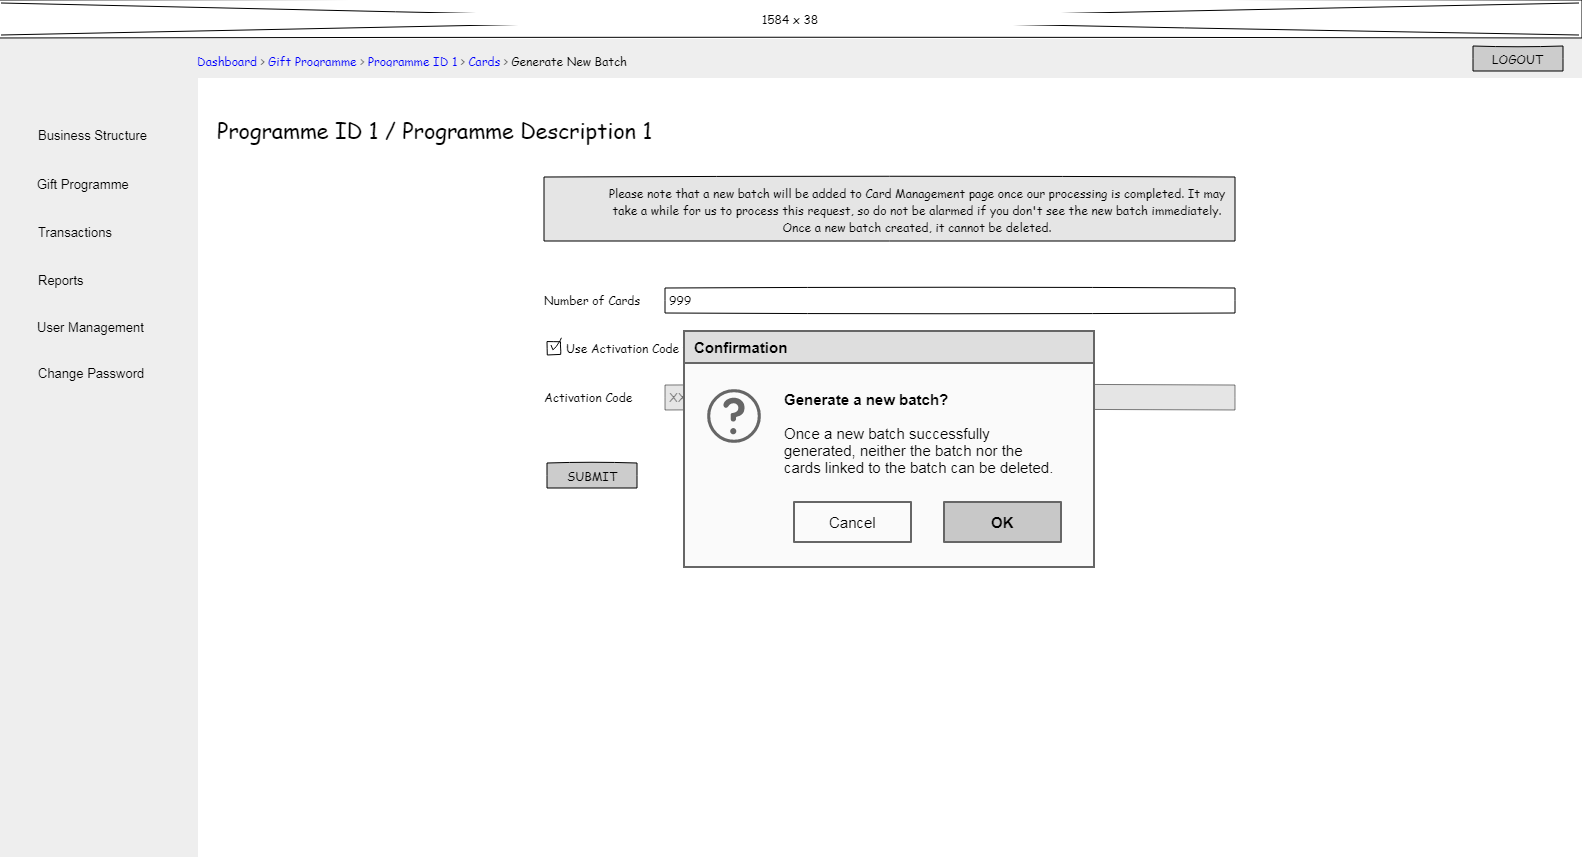 1584 x 38
Dashboard > Gift Programme > Programme ID 1 > Cards > Generate New Batch
LOGOUT
Business Structure
Gift Programme
Transactions
Reports
User Management
Change Password
Programme ID 1 / Programme Description 1
Please note that a new batch will be added to Card Management page once our processing is completed. It may
take a while for us to process this request, so do not be alarmed if you don't see the new batch immediately.
Once a new batch created, it cannot be deleted.
Number of Cards 999
Use Activation Code
Activation Code
SUBMIT
Confirmation
Generate a new batch?
Once a new batch successfully
generated, neither the batch nor the
cards linked to the batch can be deleted.
Cancel OK